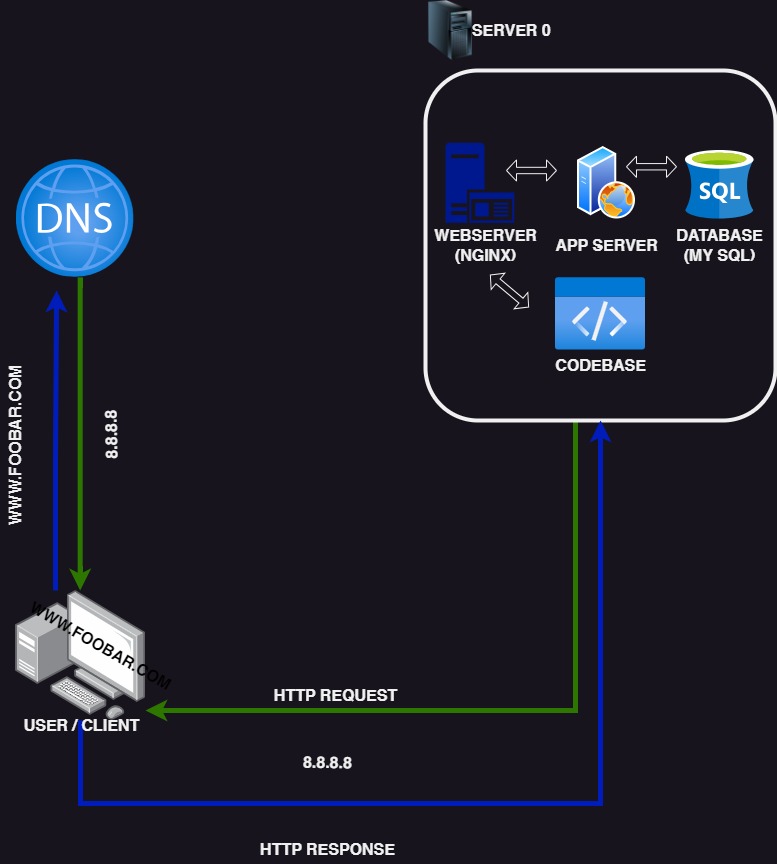 SERVER 0
DNS
SQL
WEBSERVER
(NGINX)
APP SERVER
DATABASE
(MY SQL)
</>
CODEBASE
WWW.FOOBAR.COM
8.8.8.8
WWW.FOOBAR.COM
USER / CLIENT
HTTP REQUEST
8.8.8.8
HTTP RESPONSE